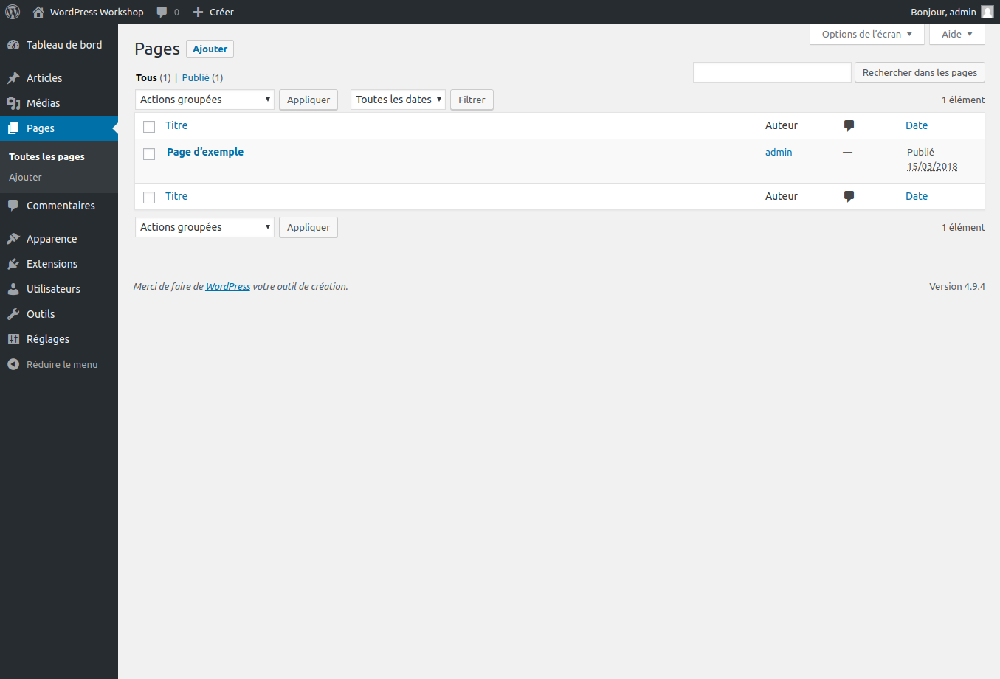 WordPress Workshop 0 Créer Bonjour, admin
Tableau de bord
Articles
Médias
Pages
Toutes les pages
Ajouter
Commentaires
Apparence
Extensions
Utilisateurs
Outils
Réglages
Réduire le menu
Options de l’écran ▼ Aide ▼
Pages Ajouter
Tous (1) | Publié (1)
Rechercher dans les pages
Actions groupées Appliquer Toutes les dates Filtrer 1 élément
Titre Auteur Date
Page d’exemple admin — Publié
15/03/2018
Titre Auteur Date
Actions groupées Appliquer 1 élément
Merci de faire de WordPress votre outil de création. Version 4.9.4